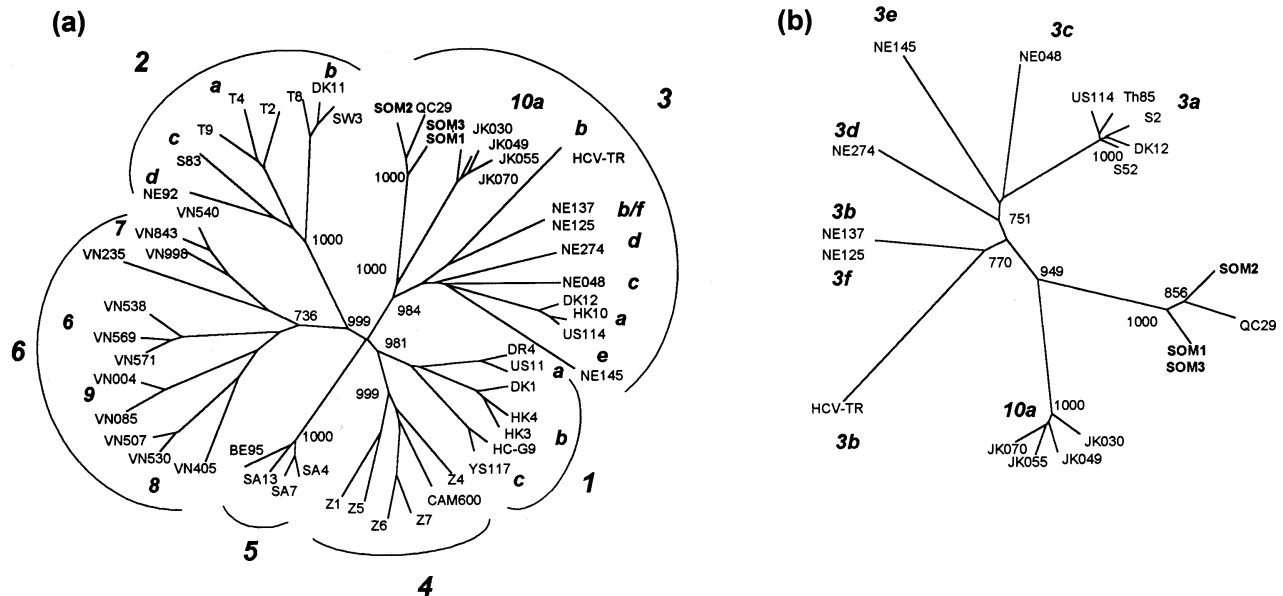 (a)
2
a
b
DK11
T8
T4
T2
SW3
T9
c
S83
d
NE92
VN540
7
VN843
VN998
VN235
SOM2
QC29
SOM3
SOM1
10a
JK030
JK049
JK055
JK070
3
b
HCV-TR
NE137
NE125
b/f
NE274
d
NE048
c
DK12
HK10
US114
a
e
NE145
1000
1000
1000
984
999
736
981
999
1000
VN538
6
VN569
VN571
6
VN004
9
VN085
VN507
VN530
VN405
8
BE95
SA13
SA4
SA7
5
DR4
US11
a
DK1
HK4
HK3
b
HC-G9
YS117
c
1
Z4
CAM600
Z1
Z5
Z6
Z7
4
(b)
3e
NE145
3c
NE048
US114
Th85
3a
S2
DK12
1000
S52
3d
NE274
751
3b
NE137
NE125
3f
770
949
SOM2
856
QC29
1000
SOM1
SOM3
HCV-TR
3b
10a
1000
JK070
JK030
JK055
JK049